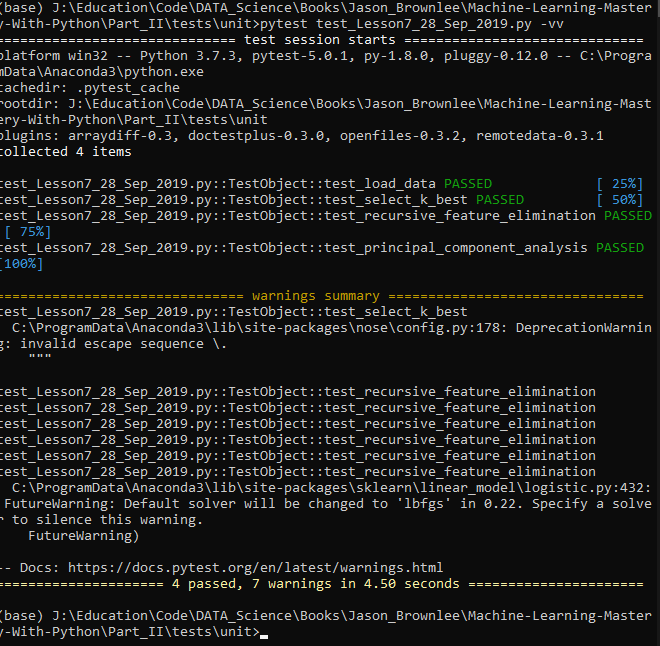 (base) J:\Education\Code\DATA_Science\Books\Jason_Brownlee\Machine-Learning-Master
y-With-Python\Part_II\tests\unit>pytest test_Lesson7_28_Sep_2019.py -vv
============================== test session starts ==============================
platform win32 -- Python 3.7.3, pytest-5.0.1, py-1.8.0, pluggy-0.12.0 -- C:\Progra
mData\Anaconda3\python.exe
cachedir: .pytest_cache
rootdir: J:\Education\Code\DATA_Science\Books\Jason_Brownlee\Machine-Learning-Mast
ery-With-Python\Part_II\tests\unit
plugins: arraydiff-0.3, doctestplus-0.3.0, openfiles-0.3.2, remotedata-0.3.1
collected 4 items

test_Lesson7_28_Sep_2019.py::TestObject::test_load_data PASSED             [ 25%]
test_Lesson7_28_Sep_2019.py::TestObject::test_select_k_best PASSED         [ 50%]
test_Lesson7_28_Sep_2019.py::TestObject::test_recursive_feature_elimination PASSED
 [ 75%]
test_Lesson7_28_Sep_2019.py::TestObject::test_principal_component_analysis PASSED
[100%]

=============================== warnings summary ================================
test_Lesson7_28_Sep_2019.py::TestObject::test_select_k_best
  C:\ProgramData\Anaconda3\lib\site-packages\nose\config.py:178: DeprecationWarnin
g: invalid escape sequence \.
    """

test_Lesson7_28_Sep_2019.py::TestObject::test_recursive_feature_elimination
test_Lesson7_28_Sep_2019.py::TestObject::test_recursive_feature_elimination
test_Lesson7_28_Sep_2019.py::TestObject::test_recursive_feature_elimination
test_Lesson7_28_Sep_2019.py::TestObject::test_recursive_feature_elimination
test_Lesson7_28_Sep_2019.py::TestObject::test_recursive_feature_elimination
test_Lesson7_28_Sep_2019.py::TestObject::test_recursive_feature_elimination
  C:\ProgramData\Anaconda3\lib\site-packages\sklearn\linear_model\logistic.py:432:
 FutureWarning: Default solver will be changed to 'lbfgs' in 0.22. Specify a solve
r to silence this warning.
    FutureWarning)

-- Docs: https://docs.pytest.org/en/latest/warnings.html
===================== 4 passed, 7 warnings in 4.50 seconds ======================

(base) J:\Education\Code\DATA_Science\Books\Jason_Brownlee\Machine-Learning-Master
y-With-Python\Part_II\tests\unit>